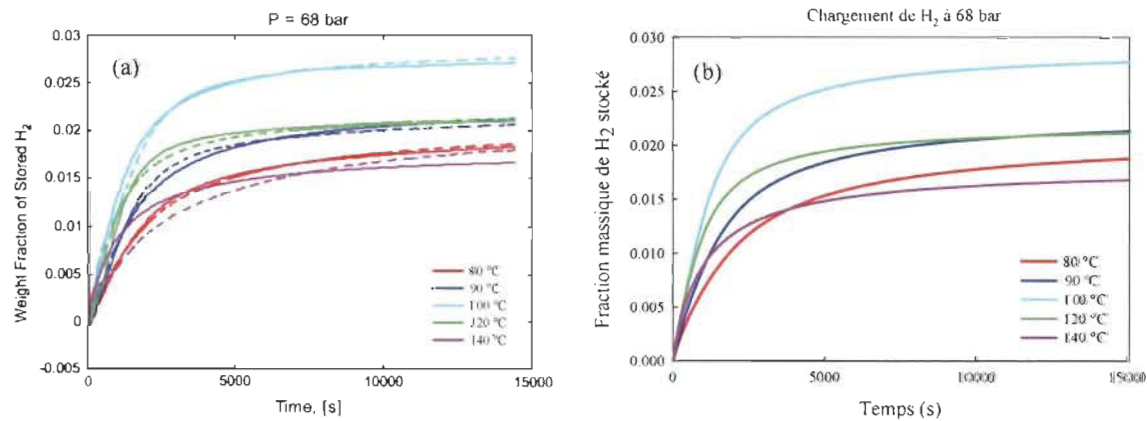 P = 68 bar
(a)
Weight Fraction of Stored H2
0.03
0.025
0.02
0.015
0.01
0.005
0
-0.005
80 °C
90 °C
100 °C
120 °C
140 °C
0
5000
10000
15000
Time, [s]
Chargement de H2 à 68 bar
(b)
Fraction massique de H2 stocké
0.030
0.025
0.020
0.015
0.010
0.005
0.000
80 °C
90 °C
100 °C
120 °C
140 °C
0
5000
10000
15000
Temps (s)